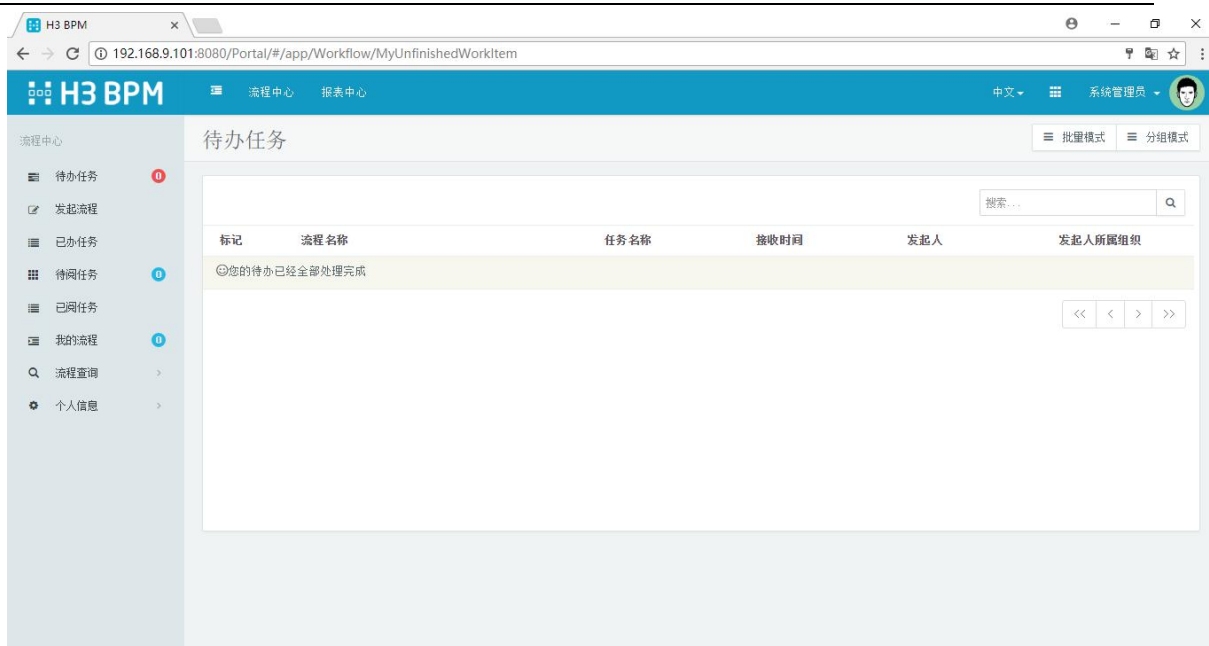 H3 BPM
192.168.9.101:8080/Portal/#/app/Workflow/MyUnfinishedWorkItem
H3 BPM 流程中心 报表中心 中文 系统管理员
流程中心
待办任务 批量模式 分组模式
待办任务 0
发起流程
已办任务
待阅任务 0
已阅任务
我的流程 0
流程查询
个人信息
搜索...
标记 流程名称 任务名称 接收时间 发起人 发起人所属组织
您的待办已经全部处理完成
<< < > >>